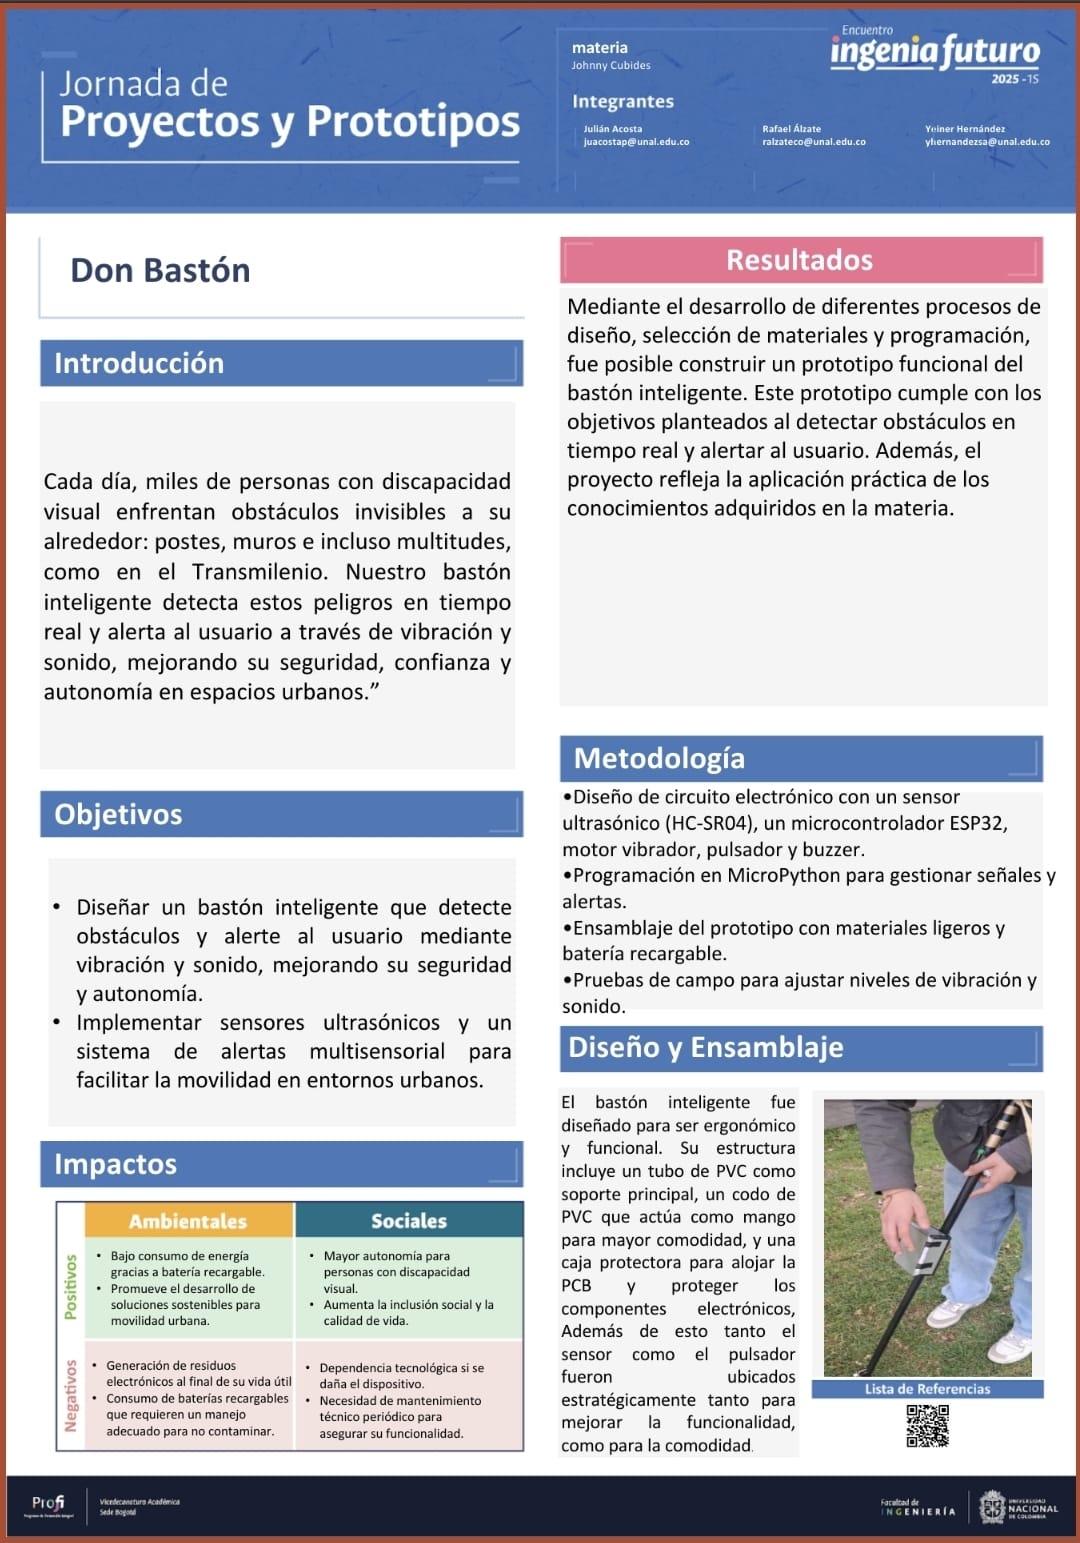 Jornada de
Proyectos y Prototipos
materia
Johnny Cubides
Encuentro
ingenia futuro
2025 -1S
Integrantes
Julián Acosta
juacostap@unal.edu.co
Rafael Álzate
ralzateco@unal.edu.co
Yeiner Hernández
yhernandezsa@unal.edu.co
Don Bastón
Introducción
Cada día, miles de personas con discapacidad
visual enfrentan obstáculos invisibles a su
alrededor: postes, muros e incluso multitudes,
como en el Transmilenio. Nuestro bastón
inteligente detecta estos peligros en tiempo
real y alerta al usuario a través de vibración y
sonido, mejorando su seguridad, confianza y
autonomía en espacios urbanos.”
Objetivos
• Diseñar un bastón inteligente que detecte
obstáculos y alerte al usuario mediante
vibración y sonido, mejorando su seguridad
y autonomía.
• Implementar sensores ultrasónicos y un
sistema de alertas multisensorial para
facilitar la movilidad en entornos urbanos.
Impactos
Ambientales
Sociales
Positivos
• Bajo consumo de energía
gracias a batería recargable.
• Promueve el desarrollo de
soluciones sostenibles para
movilidad urbana.
• Mayor autonomía para
personas con discapacidad
visual.
• Aumenta la inclusión social y la
calidad de vida.
Negativos
• Generación de residuos
electrónicos al final de su vida útil
• Consumo de baterías recargables
que requieren un manejo
adecuado para no contaminar.
• Dependencia tecnológica si se
daña el dispositivo.
• Necesidad de mantenimiento
técnico periódico para
asegurar su funcionalidad.
Resultados
Mediante el desarrollo de diferentes procesos de
diseño, selección de materiales y programación,
fue posible construir un prototipo funcional del
bastón inteligente. Este prototipo cumple con los
objetivos planteados al detectar obstáculos en
tiempo real y alertar al usuario. Además, el
proyecto refleja la aplicación práctica de los
conocimientos adquiridos en la materia.
Metodología
•Diseño de circuito electrónico con un sensor
ultrasónico (HC-SR04), un microcontrolador ESP32,
motor vibrador, pulsador y buzzer.
•Programación en MicroPython para gestionar señales y
alertas.
•Ensamblaje del prototipo con materiales ligeros y
batería recargable.
•Pruebas de campo para ajustar niveles de vibración y
sonido.
Diseño y Ensamblaje
El bastón inteligente fue
diseñado para ser ergonómico
y funcional. Su estructura
incluye un tubo de PVC como
soporte principal, un codo de
PVC que actúa como mango
para mayor comodidad, y una
caja protectora para alojar la
PCB y proteger los
componentes electrónicos,
Además de esto tanto el
sensor como el pulsador
fueron ubicados
estratégicamente tanto para
mejorar la funcionalidad,
como para la comodidad.
Lista de Referencias
Profi
Programa de Formación Integral
Vicedecanatura Académica
Sede Bogotá
Facultad de
INGENIERÍA
UNIVERSIDAD
NACIONAL
DE COLOMBIA